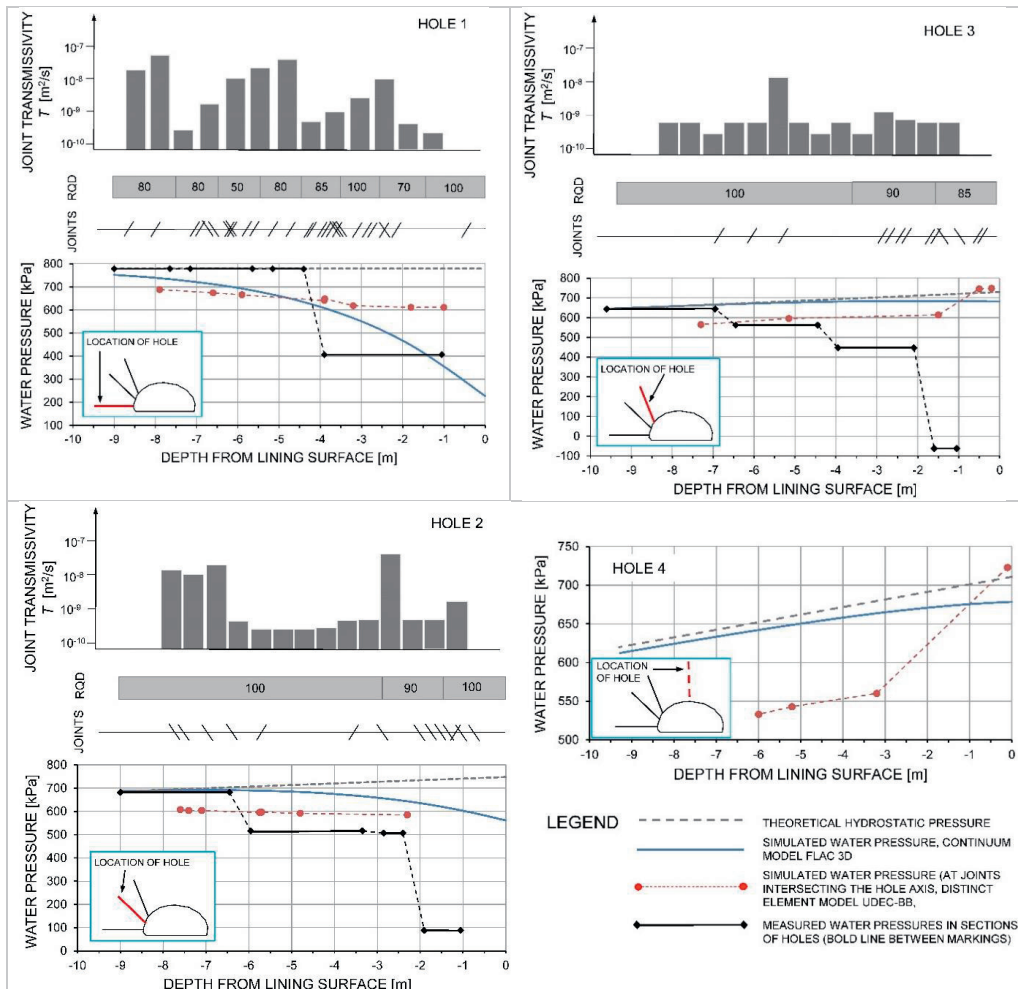 HOLE 1
JOINT TRANSMISSIVITY
T [m²/s]
10⁻⁷
10⁻⁸
10⁻⁹
10⁻¹⁰
RQD
80 80 50 80 85 100 70 100
JOINTS
WATER PRESSURE [kPa]
800
700
600
500
400
300
200
100
LOCATION OF HOLE
-10 -9 -8 -7 -6 -5 -4 -3 -2 -1 0
DEPTH FROM LINING SURFACE [m]
HOLE 3
JOINT TRANSMISSIVITY
T [m²/s]
10⁻⁷
10⁻⁸
10⁻⁹
10⁻¹⁰
RQD
100 90 85
JOINTS
WATER PRESSURE [kPa]
800
700
600
500
400
300
200
100
0
-100
LOCATION OF HOLE
-10 -9 -8 -7 -6 -5 -4 -3 -2 -1 0
DEPTH FROM LINING SURFACE [m]
HOLE 2
JOINT TRANSMISSIVITY
T [m²/s]
10⁻⁷
10⁻⁸
10⁻⁹
10⁻¹⁰
RQD
100 90 100
JOINTS
WATER PRESSURE [kPa]
800
700
600
500
400
300
200
100
0
LOCATION OF HOLE
-10 -9 -8 -7 -6 -5 -4 -3 -2 -1 0
DEPTH FROM LINING SURFACE [m]
HOLE 4
WATER PRESSURE [kPa]
750
700
650
600
550
500
LOCATION
OF HOLE
-10 -9 -8 -7 -6 -5 -4 -3 -2 -1 0
DEPTH FROM LINING SURFACE [m]
LEGEND
THEORETICAL HYDROSTATIC PRESSURE
SIMULATED WATER PRESSURE, CONTINUUM
MODEL FLAC 3D
SIMULATED WATER PRESSURE (AT JOINTS
INTERSECTING THE HOLE AXIS, DISTINCT
ELEMENT MODEL UDEC-BB,
MEASURED WATER PRESSURES IN SECTIONS
OF HOLES (BOLD LINE BETWEEN MARKINGS)